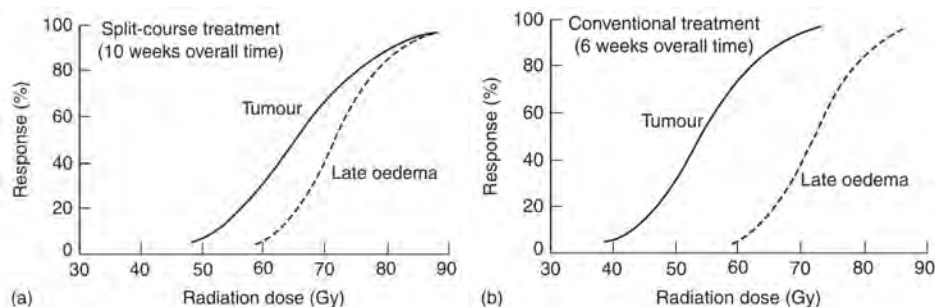 Split-course treatment
(10 weeks overall time)
Tumour
Late oedema
Response (%)
100
80
60
40
20
0
30 40 50 60 70 80 90
Radiation dose (Gy)
(a)
Conventional treatment
(6 weeks overall time)
Tumour
Late oedema
Response (%)
100
80
60
40
20
0
30 40 50 60 70 80 90
Radiation dose (Gy)
(b)